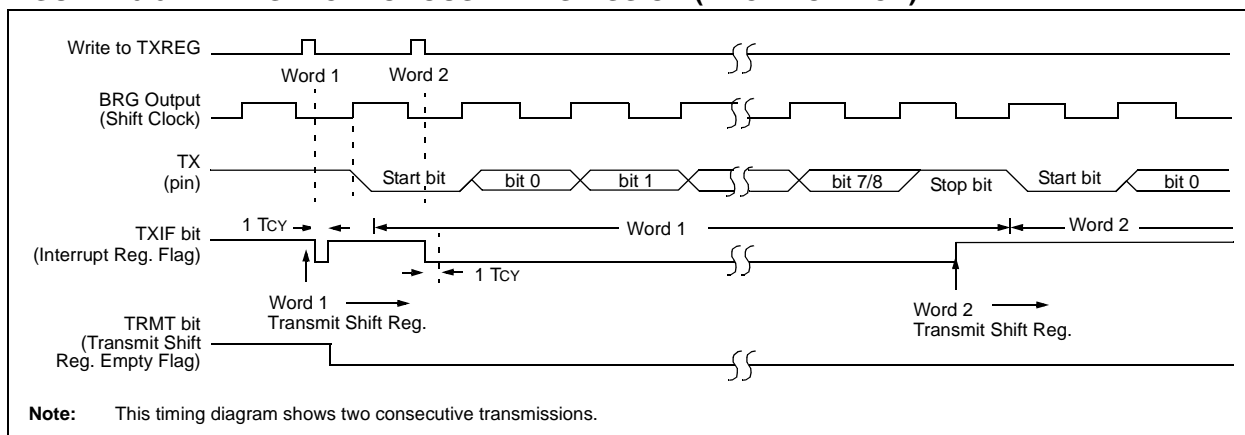 Write to TXREG
Word 1
Word 2
BRG Output
(Shift Clock)
TX
(pin)
Start bit
bit 0
bit 1
bit 7/8
Stop bit
Start bit
bit 0
1 TCY
TXIF bit
(Interrupt Reg. Flag)
Word 1
Word 2
1 TCY
Word 1
Transmit Shift Reg.
Word 2
Transmit Shift Reg.
TRMT bit
(Transmit Shift
Reg. Empty Flag)
Note: This timing diagram shows two consecutive transmissions.